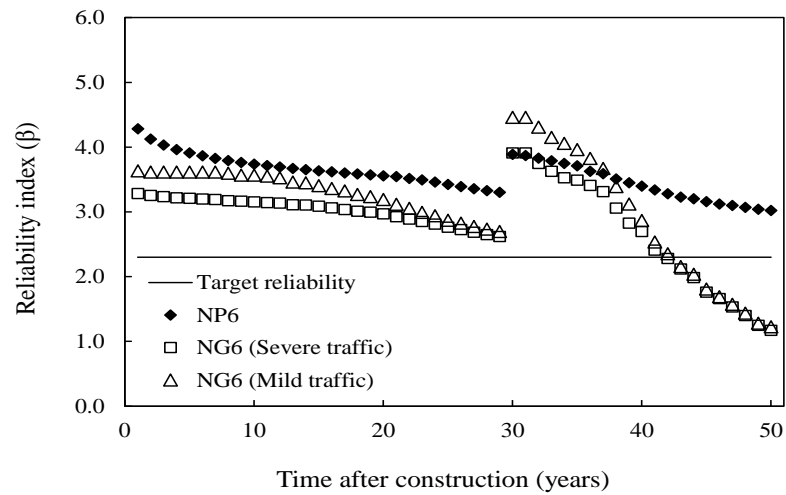 6.0
5.0
4.0
3.0
2.0
1.0
0.0
Reliability index (β)
Target reliability
NP6
NG6 (Severe traffic)
NG6 (Mild traffic)
0 10 20 30 40 50
Time after construction (years)